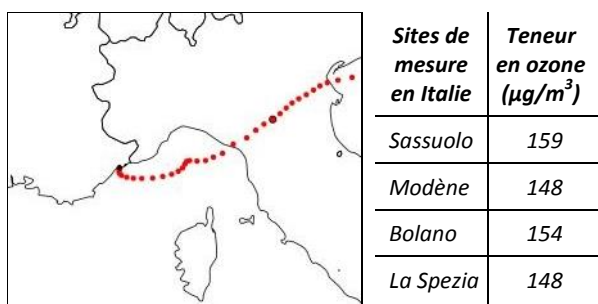 Sites de
mesure
en Italie
Teneur
en ozone
(µg/m³)
Sassuolo 159
Modène 148
Bolano 154
La Spezia 148